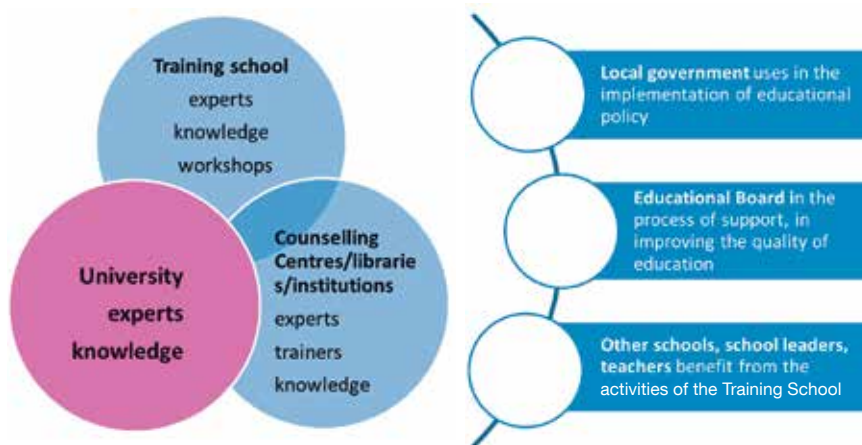 Training school
experts
knowledge
workshops
University
experts
knowledge
Counselling
Centres/librarie
s/institutions
experts
trainers
knowledge
Local government uses in the
implementation of educational
policy
Educational Board in the
process of support, in
improving the quality of
education
Other schools, school leaders,
teachers benefit from the
activities of the Training School